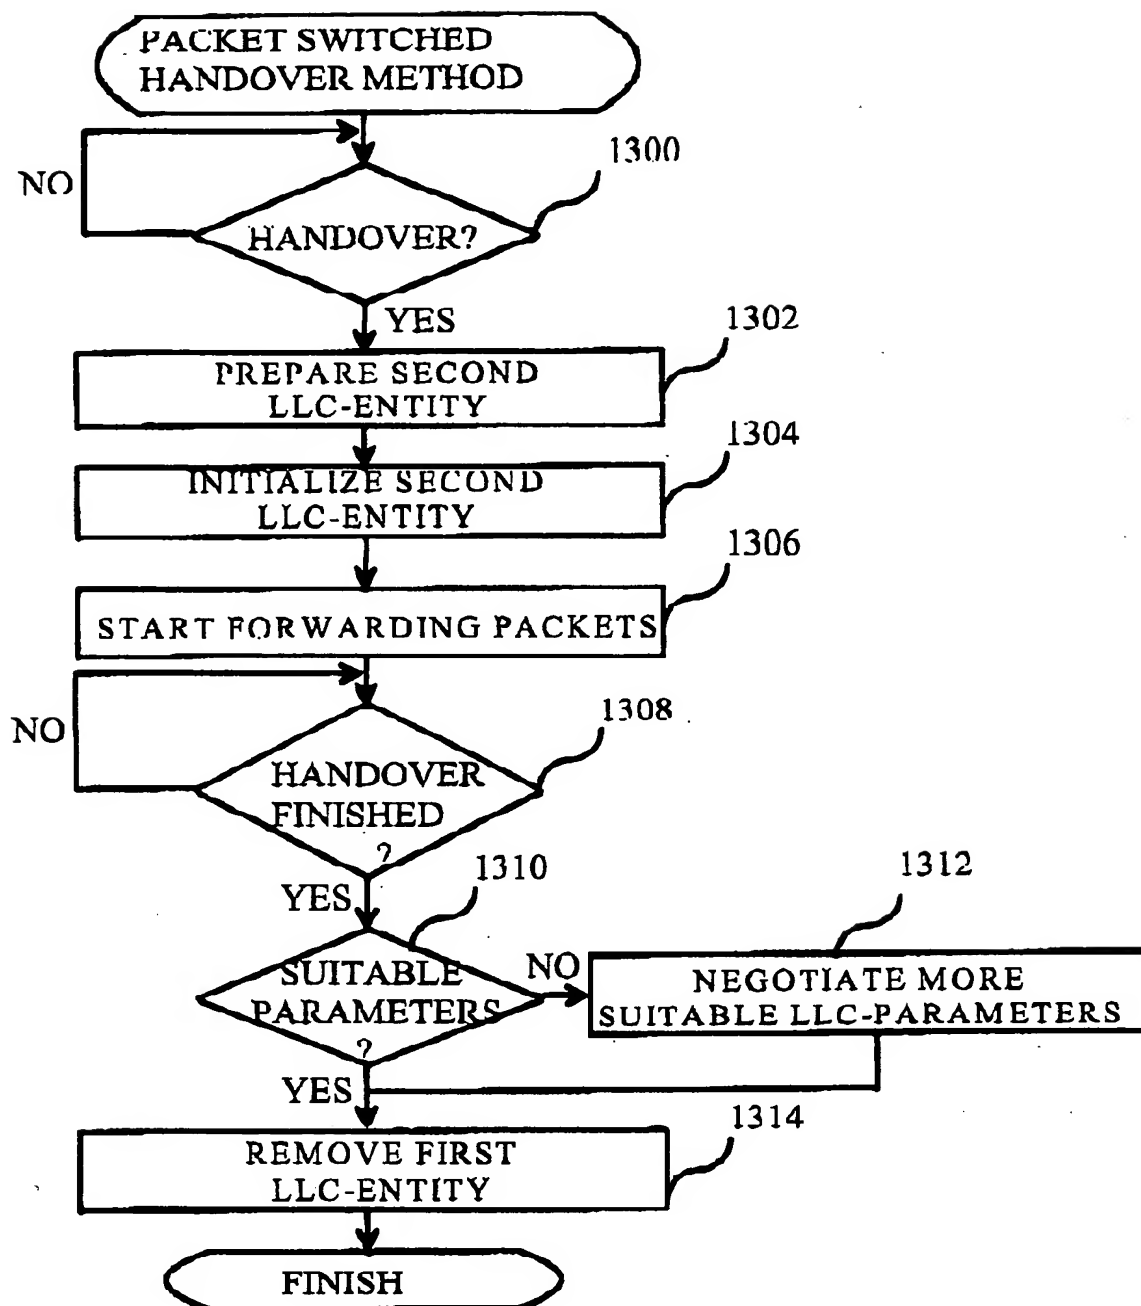 PACKET SWITCHED
HANDOVER METHOD
1300
NO
HANDOVER?
YES
1302
PREPARE SECOND
LLC-ENTITY
1304
INITIALIZE SECOND
LLC-ENTITY
1306
START FORWARDING PACKETS
NO
1308
HANDOVER
FINISHED
?
1310
1312
YES
SUITABLE
PARAMETERS
?
NO
NEGOTIATE MORE
SUITABLE LLC-PARAMETERS
YES
1314
REMOVE FIRST
LLC-ENTITY
FINISH